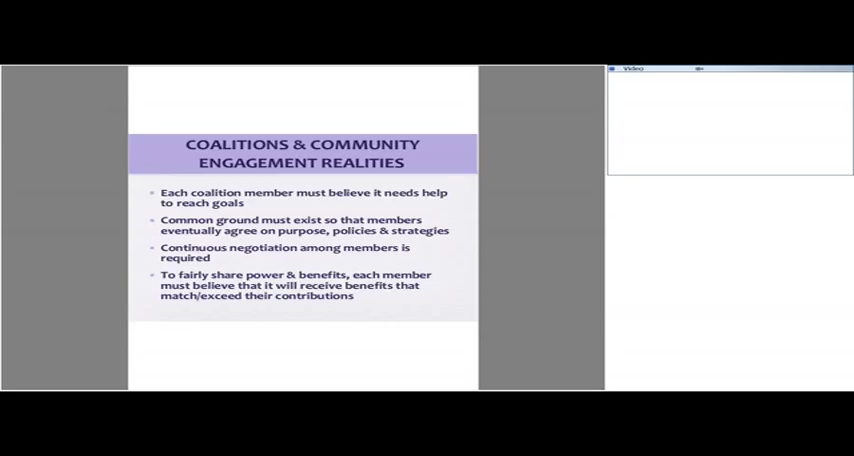 Video
COALITIONS & COMMUNITY
ENGAGEMENT REALITIES
Each coalition member must believe it needs help
to reach goals
Common ground must exist so that members
eventually agree on purpose, policies & strategies
Continuous negotiation among members is
required
To fairly share power & benefits, each member
must believe that it will receive benefits that
match/exceed their contributions